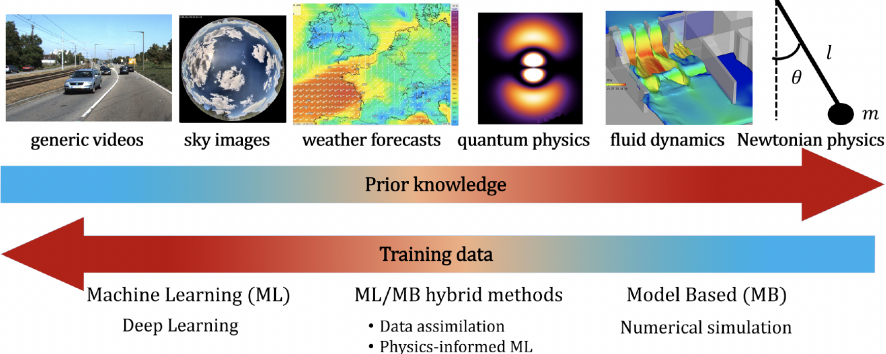 θ
l
m
generic videos
sky images
weather forecasts
quantum physics
fluid dynamics
Newtonian physics
Prior knowledge
Training data
Machine Learning (ML)
ML/MB hybrid methods
Model Based (MB)
Deep Learning
• Data assimilation
Numerical simulation
• Physics-informed ML